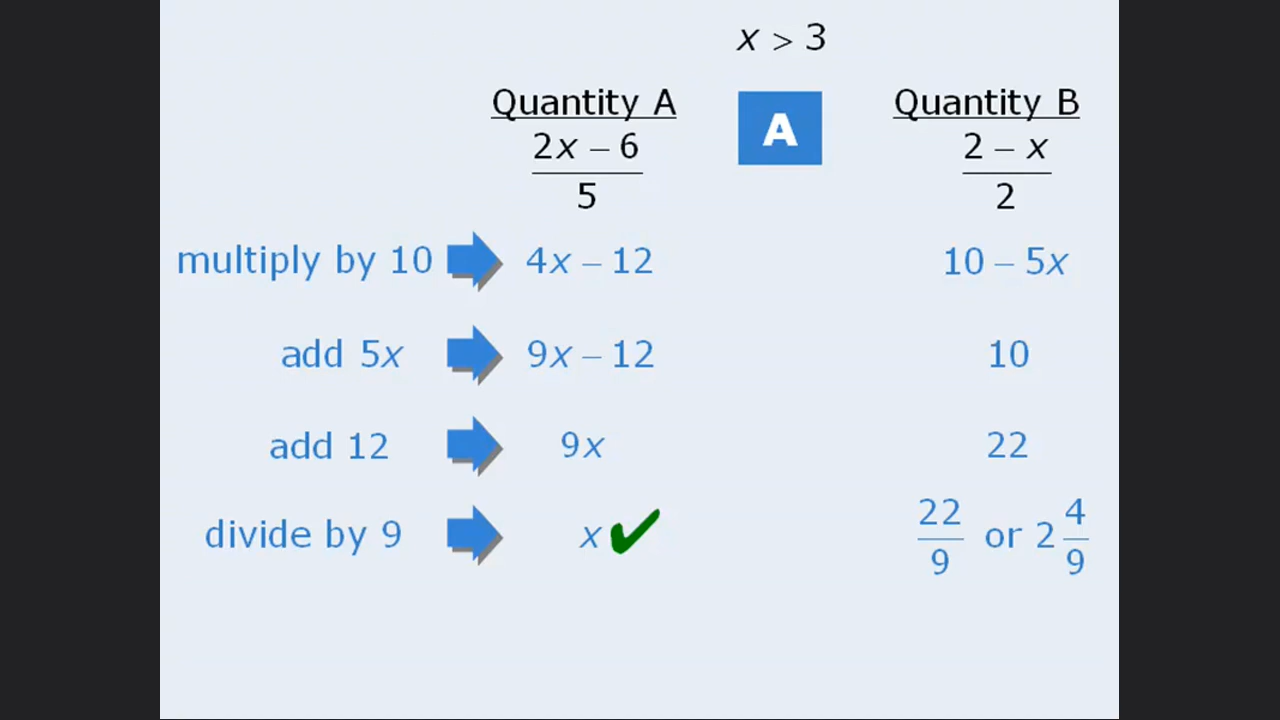 x > 3
Quantity A
A
Quantity B
2x – 6
5
2 – x
2
multiply by 10
4x – 12
10 – 5x
add 5x
9x – 12
10
add 12
9x
22
divide by 9
x
22
9
or 2
4
9